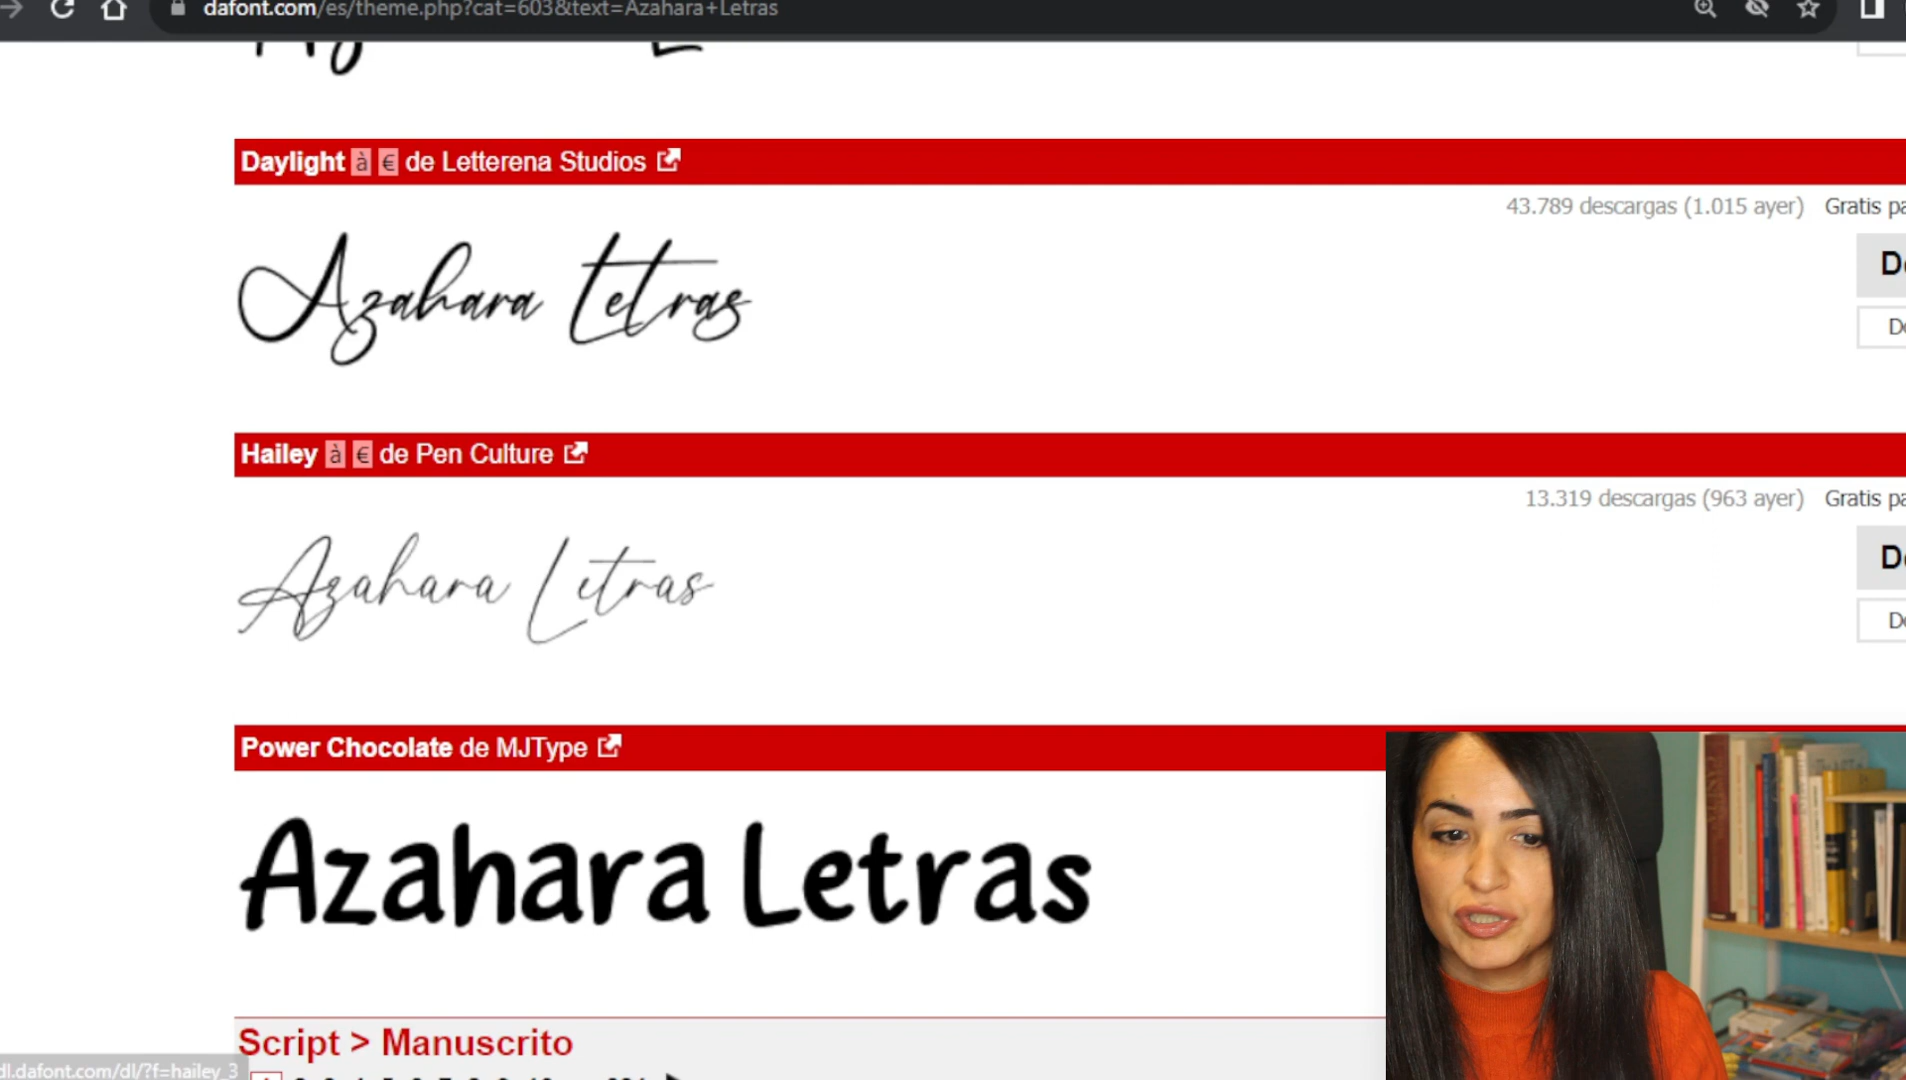 dafont.com/es/theme.php?cat=603&text=Azahara+Letras
Daylight à € de Letterena Studios
43.789 descargas (1.015 ayer) Gratis pa
Azahara Letras
Hailey à € de Pen Culture
13.319 descargas (963 ayer) Gratis pa
Azahara Letras
Power Chocolate de MJType
Azahara Letras
Script > Manuscrito
dl.dafont.com/dl/?f=hailey_3